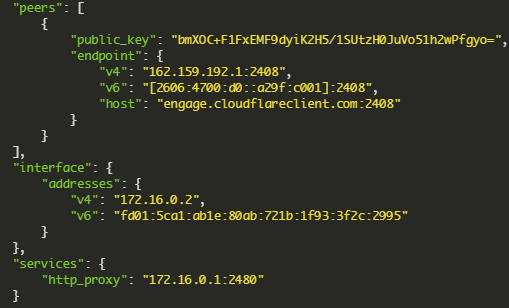 "peers": [
{
"public_key": "bmXOC+F1FxEMF9dyiK2H5/1SUtzH0JuVo51h2wPfgyo=",
"endpoint": {
"v4": "162.159.192.1:2408",
"v6": "[2606:4700:d0::a29f:c001]:2408",
"host": "engage.cloudflareclient.com:2408"
}
}
],
"interface": {
"addresses": {
"v4": "172.16.0.2",
"v6": "fd01:5ca1:ab1e:80ab:721b:1f93:3f2c:2995"
}
},
"services": {
"http_proxy": "172.16.0.1:2480"
}